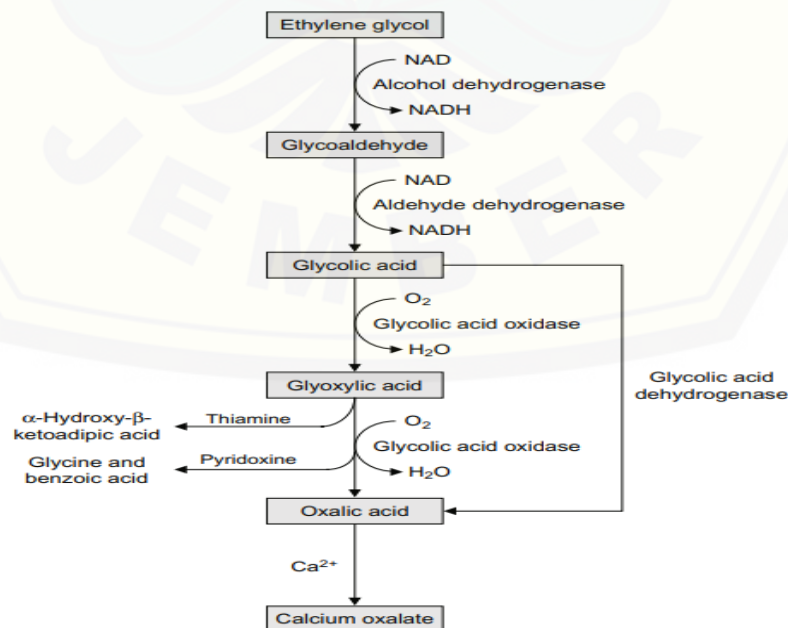 Ethylene glycol
NAD
Alcohol dehydrogenase
NADH
Glycoaldehyde
NAD
Aldehyde dehydrogenase
NADH
Glycolic acid
O₂
Glycolic acid oxidase
H₂O
Glycolic acid
dehydrogenase
Glyoxylic acid
α-Hydroxy-β-
ketoadipic acid
Thiamine
O₂
Glycolic acid oxidase
Glycine and
benzoic acid
Pyridoxine
H₂O
Oxalic acid
Ca²⁺
Calcium oxalate
JEMBER